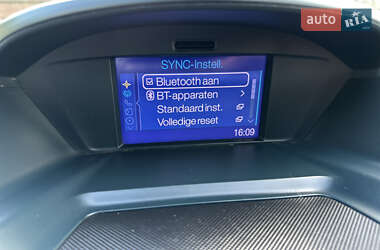 auto RIA
SYNC-Instell.
Bluetooth aan
BT-apparaten
Standaard inst.
Volledige reset
16:09